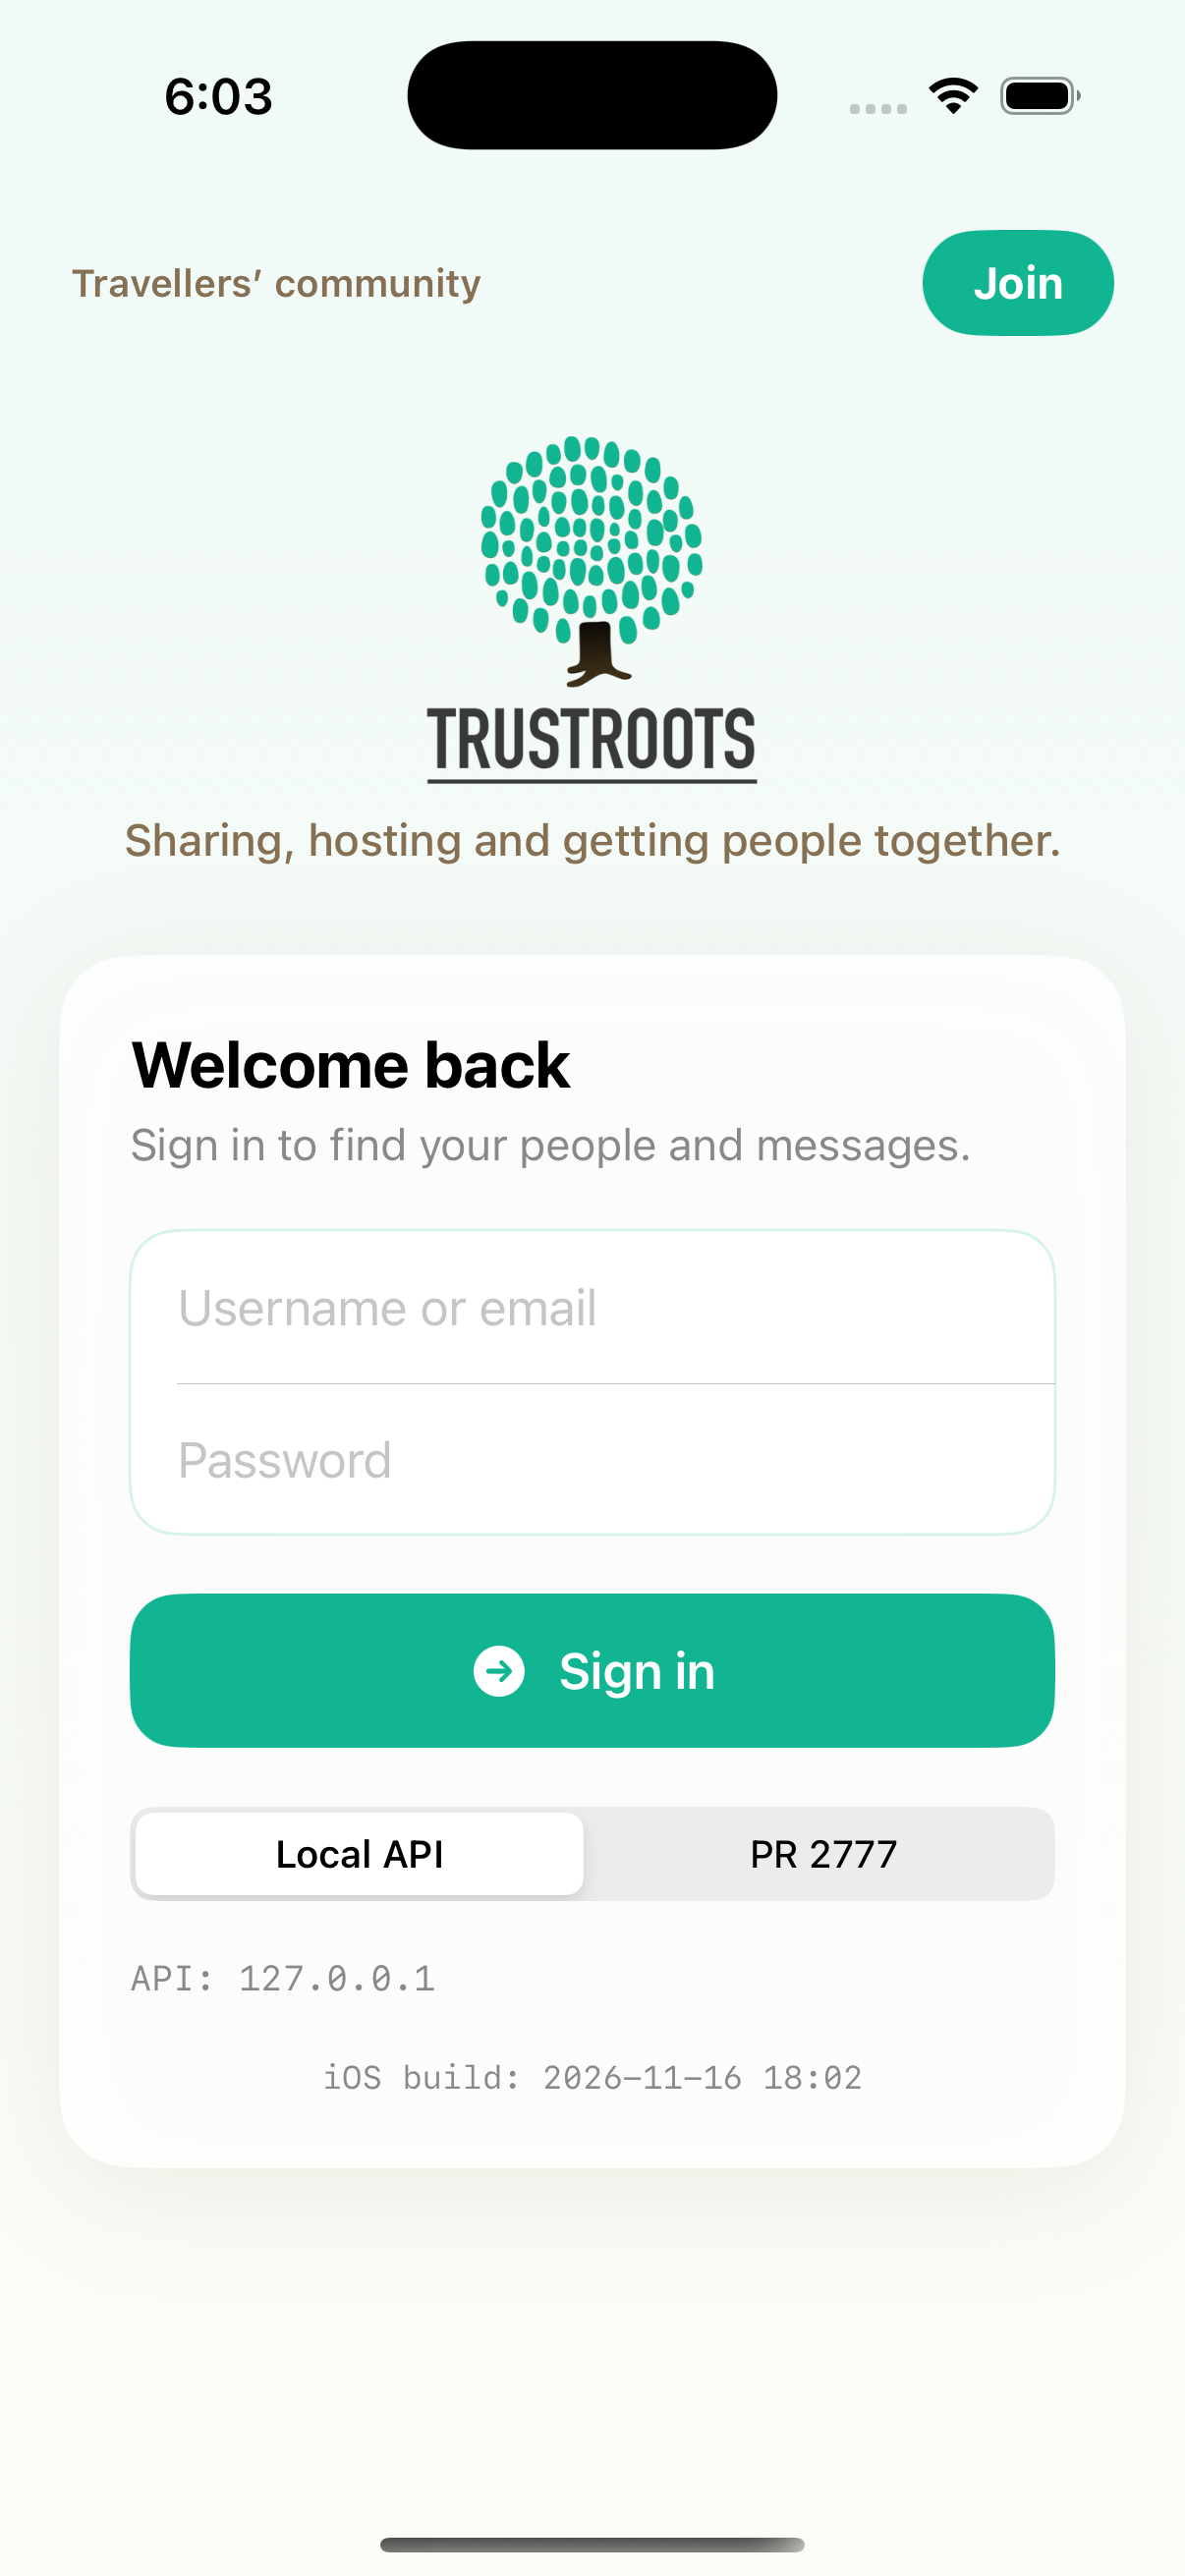 6:03
Travellers’ community
Join
TRUSTROOTS
Sharing, hosting and getting people together.
Welcome back
Sign in to find your people and messages.
Username or email
Password
Sign in
Local API
PR 2777
API: 127.0.0.1
iOS build: 2026-11-16 18:02